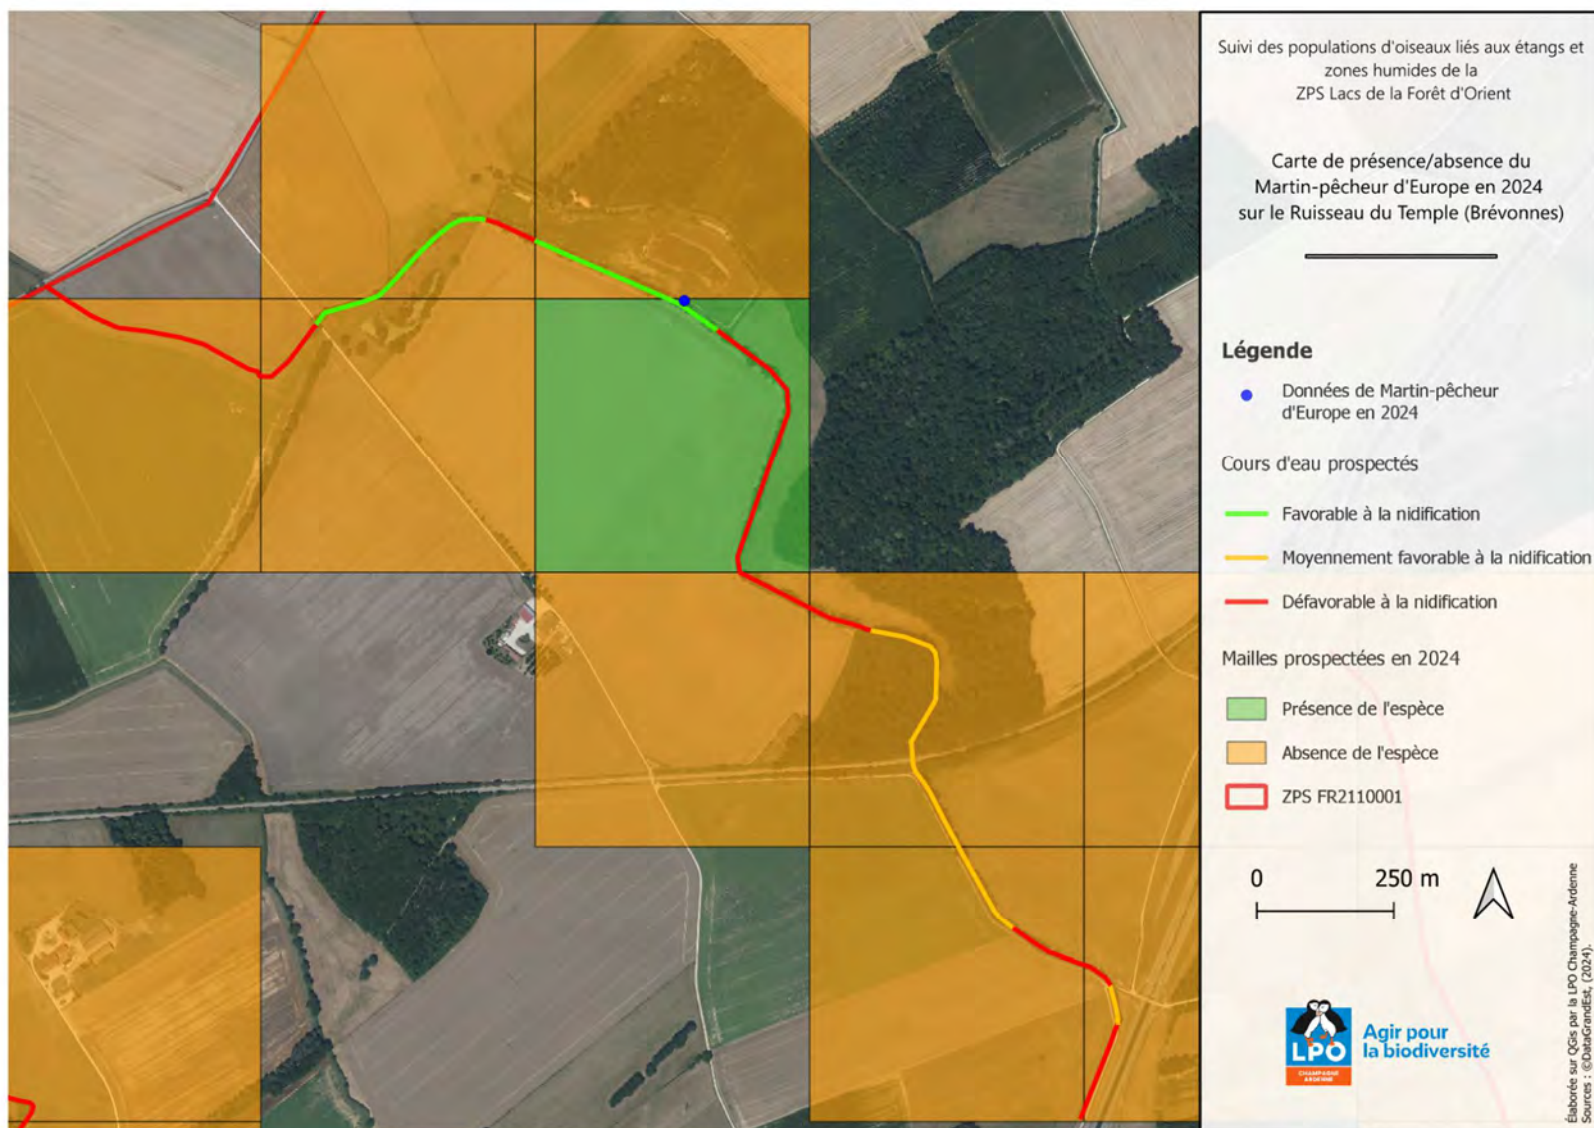 Suivi des populations d'oiseaux liés aux étangs et
zones humides de la
ZPS Lacs de la Forêt d'Orient
Carte de présence/absence du
Martin-pêcheur d'Europe en 2024
sur le Ruisseau du Temple (Brévonnes)
Légende
Données de Martin-pêcheur
d'Europe en 2024
Cours d'eau prospectés
Favorable à la nidification
Moyennement favorable à la nidification
Défavorable à la nidification
Mailles prospectées en 2024
Présence de l'espèce
Absence de l'espèce
ZPS FR2110001
0 250 m
LPO
CHAMPAGNE
ARDENNE
Agir pour
la biodiversité
Élaborée sur QGis par la LPO Champagne-Ardenne
Sources : ©DataGrandEst, (2024).